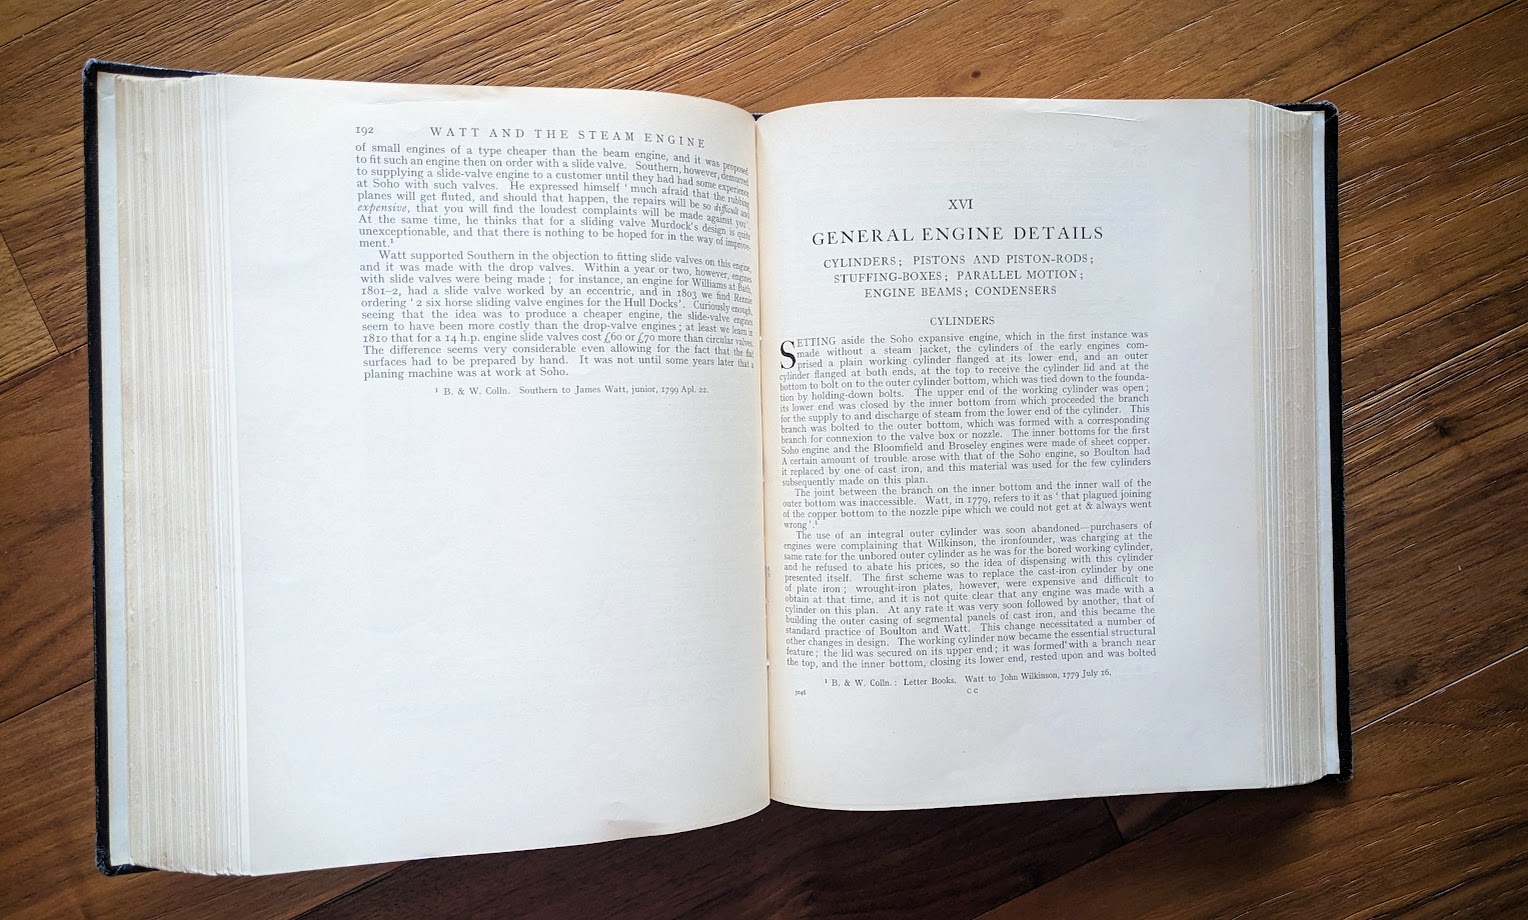 192 WATT AND THE STEAM ENGINE
of small engines of a type cheaper than the beam engine, and it was proposed
to fit such an engine then on order with a slide valve. Southern, however, demurred
to supplying a slide-valve engine to a customer until they had had some experience
at Soho with such valves. He expressed himself ‘ much afraid that the rubbing
planes will get fluted, and should that happen, the repairs will be so difficult and
expensive, that you will find the loudest complaints will be made against you ’.
At the same time, he thinks that for a sliding valve Murdock’s design is quite
unexceptionable, and that there is nothing to be hoped for in the way of improve-
ment.¹
Watt supported Southern in the objection to fitting slide valves on this engine,
and it was made with the drop valves. Within a year or two, however, engines
with slide valves were being made ; for instance, an engine for Williams at Bath,
1801–2, had a slide valve worked by an eccentric, and in 1803 we find Rennie
ordering ‘ 2 six horse sliding valve engines for the Hull Docks ’. Curiously enough,
seeing that the idea was to produce a cheaper engine, the slide-valve engines
seem to have been more costly than the drop-valve engines ; at least we learn in
1810 that for a 14 h.p. engine slide valves cost £60 or £70 more than circular valves.
The difference seems very considerable even allowing for the fact that the flat
surfaces had to be prepared by hand. It was not until some years later that a
planing machine was at work at Soho.
¹ B. & W. Colln. Southern to James Watt, junior, 1799 Apl. 22.
XVI
GENERAL ENGINE DETAILS
CYLINDERS ; PISTONS AND PISTON-RODS ;
STUFFING-BOXES ; PARALLEL MOTION ;
ENGINE BEAMS ; CONDENSERS
CYLINDERS
SETTING aside the Soho expansive engine, which in the first instance was
made without a steam jacket, the cylinders of the early engines com-
prised a plain working cylinder flanged at its lower end, and an outer
cylinder flanged at both ends, at the top to receive the cylinder lid and at the
bottom to bolt on to the outer cylinder bottom, which was tied down to the founda-
tion by holding-down bolts. The upper end of the working cylinder was open ;
its lower end was closed by the inner bottom from which proceeded the branch
for the supply to and discharge of steam from the lower end of the cylinder. This
branch was bolted to the outer bottom, which was formed with a corresponding
branch for connexion to the valve box or nozzle. The inner bottoms for the first
Soho engine and the Bloomfield and Broseley engines were made of sheet copper.
A certain amount of trouble arose with that of the Soho engine, so Boulton had
it replaced by one of cast iron, and this material was used for the few cylinders
subsequently made on this plan.
The joint between the branch on the inner bottom and the inner wall of the
outer bottom was inaccessible. Watt, in 1779, refers to it as ‘ that plagued joining
of the copper bottom to the nozzle pipe which we could not get at & always went
wrong ’.¹
The use of an integral outer cylinder was soon abandoned—purchasers of
engines were complaining that Wilkinson, the ironfounder, was charging at the
same rate for the unbored outer cylinder as he was for the bored working cylinder,
and he refused to abate his prices, so the idea of dispensing with this cylinder
presented itself. The first scheme was to replace the cast-iron cylinder by one
of plate iron ; wrought-iron plates, however, were expensive and difficult to
obtain at that time, and it is not quite clear that any engine was made with a
cylinder on this plan. At any rate it was very soon followed by another, that of
building the outer casing of segmental panels of cast iron, and this became the
standard practice of Boulton and Watt. This change necessitated a number of
other changes in design. The working cylinder now became the essential structural
feature ; the lid was secured on its upper end ; it was formed with a branch near
the top, and the inner bottom, closing its lower end, rested upon and was bolted
¹ B. & W. Colln. : Letter Books. Watt to John Wilkinson, 1779 July 16.
3046 C C